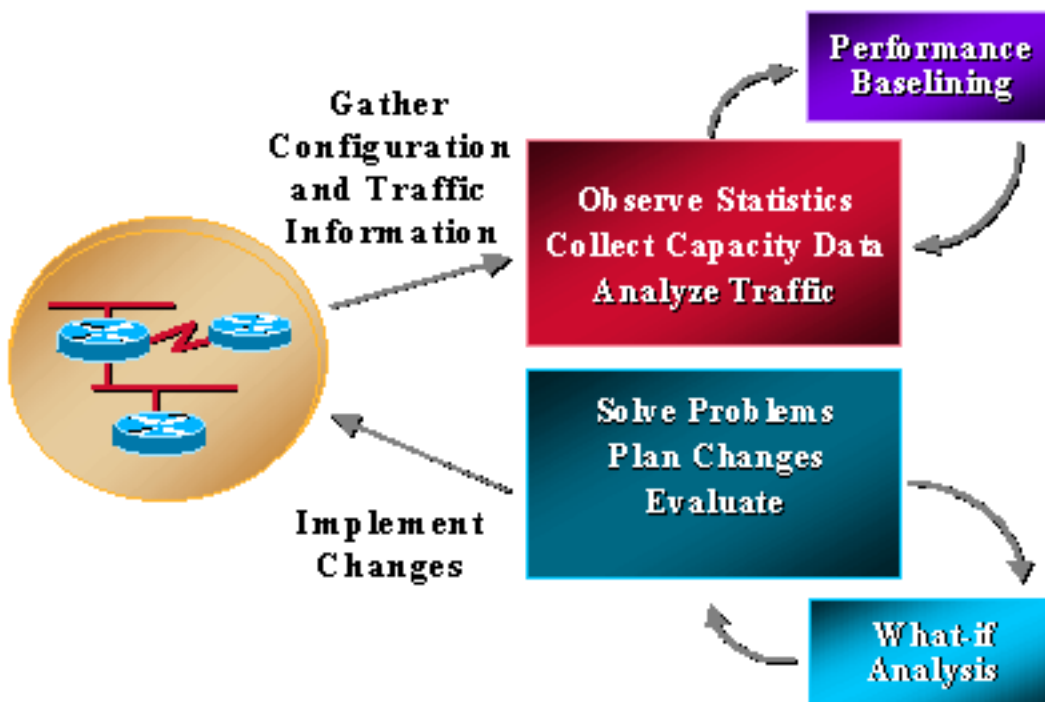 Performance
Baselining
Gather
Configuration
and Traffic
Information
Observe Statistics
Collect Capacity Data
Analyze Traffic
Solve Problems
Plan Changes
Evaluate
Implement
Changes
What-if
Analysis